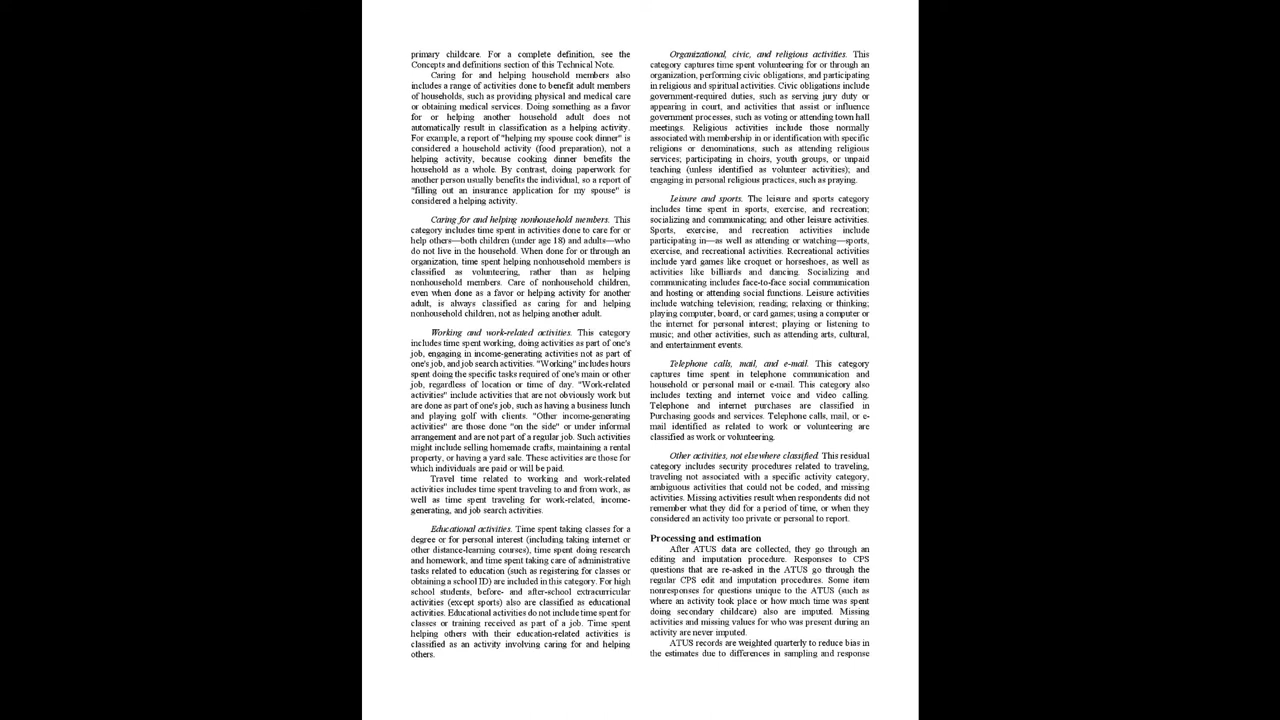 primary childcare. For a complete definition, see the
Concepts and definitions section of this Technical Note.
Caring for and helping household members also
includes a range of activities done to benefit adult members
of households, such as providing physical and medical care
or obtaining medical services. Doing something as a favor
for or helping another household adult does not
automatically result in classification as a helping activity.
For example, a report of "helping my spouse cook dinner" is
considered a household activity (food preparation), not a
helping activity, because cooking dinner benefits the
household as a whole. By contrast, doing paperwork for
another person usually benefits the individual, so a report of
"filling out an insurance application for my spouse" is
considered a helping activity.
Caring for and helping nonhousehold members. This
category includes time spent in activities done to care for or
help others—both children (under age 18) and adults—who
do not live in the household. When done for or through an
organization, time spent helping nonhousehold members is
classified as volunteering, rather than as helping
nonhousehold members. Care of nonhousehold children,
even when done as a favor or helping activity for another
adult, is always classified as caring for and helping
nonhousehold children, not as helping another adult.
Working and work-related activities. This category
includes time spent working, doing activities as part of one's
job, engaging in income-generating activities not as part of
one's job, and job search activities. "Working" includes hours
spent doing the specific tasks required of one's main or other
job, regardless of location or time of day. "Work-related
activities" include activities that are not obviously work but
are done as part of one's job, such as having a business lunch
and playing golf with clients. "Other income-generating
activities" are those done "on the side" or under informal
arrangement and are not part of a regular job. Such activities
might include selling homemade crafts, maintaining a rental
property, or having a yard sale. These activities are those for
which individuals are paid or will be paid.
Travel time related to working and work-related
activities includes time spent traveling to and from work, as
well as time spent traveling for work-related, income-
generating, and job search activities.
Educational activities. Time spent taking classes for a
degree or for personal interest (including taking internet or
other distance-learning courses), time spent doing research
and homework, and time spent taking care of administrative
tasks related to education (such as registering for classes or
obtaining a school ID) are included in this category. For high
school students, before- and after-school extracurricular
activities (except sports) also are classified as educational
activities. Educational activities do not include time spent for
classes or training received as part of a job. Time spent
helping others with their education-related activities is
classified as an activity involving caring for and helping
others.
Organizational, civic, and religious activities. This
category captures time spent volunteering for or through an
organization, performing civic obligations, and participating
in religious and spiritual activities. Civic obligations include
government-required duties, such as serving jury duty or
appearing in court, and activities that assist or influence
government processes, such as voting or attending town hall
meetings. Religious activities include those normally
associated with membership in or identification with specific
religions or denominations, such as attending religious
services; participating in choirs, youth groups, or unpaid
teaching (unless identified as volunteer activities); and
engaging in personal religious practices, such as praying.
Leisure and sports. The leisure and sports category
includes time spent in sports, exercise, and recreation;
socializing and communicating; and other leisure activities.
Sports, exercise, and recreation activities include
participating in—as well as attending or watching—sports,
exercise, and recreational activities. Recreational activities
include yard games like croquet or horseshoes, as well as
activities like billiards and dancing. Socializing and
communicating includes face-to-face social communication
and hosting or attending social functions. Leisure activities
include watching television; reading; relaxing or thinking;
playing computer, board, or card games; using a computer or
the internet for personal interest; playing or listening to
music; and other activities, such as attending arts, cultural,
and entertainment events.
Telephone calls, mail, and e-mail. This category
captures time spent in telephone communication and
household or personal mail or e-mail. This category also
includes texting and internet voice and video calling.
Telephone and internet purchases are classified in
Purchasing goods and services. Telephone calls, mail, or e-
mail identified as related to work or volunteering are
classified as work or volunteering.
Other activities, not elsewhere classified. This residual
category includes security procedures related to traveling,
traveling not associated with a specific activity category,
ambiguous activities that could not be coded, and missing
activities. Missing activities result when respondents did not
remember what they did for a period of time, or when they
considered an activity too private or personal to report.
Processing and estimation
After ATUS data are collected, they go through an
editing and imputation procedure. Responses to CPS
questions that are re-asked in the ATUS go through the
regular CPS edit and imputation procedures. Some item
nonresponses for questions unique to the ATUS (such as
where an activity took place or how much time was spent
doing secondary childcare) also are imputed. Missing
activities and missing values for who was present during an
activity are never imputed.
ATUS records are weighted quarterly to reduce bias in
the estimates due to differences in sampling and response